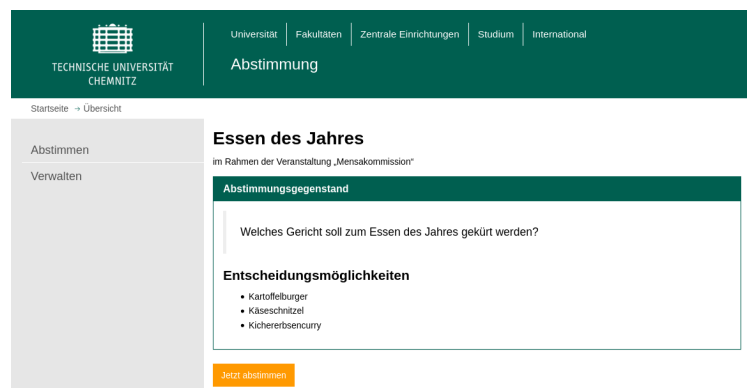 TECHNISCHE UNIVERSITÄT
CHEMNITZ
Universität
Fakultäten
Zentrale Einrichtungen
Studium
International
Abstimmung
Startseite → Übersicht
Abstimmen
Verwalten
Essen des Jahres
im Rahmen der Veranstaltung „Mensakommission“
Abstimmungsgegenstand
Welches Gericht soll zum Essen des Jahres gekürt werden?
Entscheidungsmöglichkeiten
• Kartoffelburger
• Käseschnitzel
• Kichererbsencurry
Jetzt abstimmen